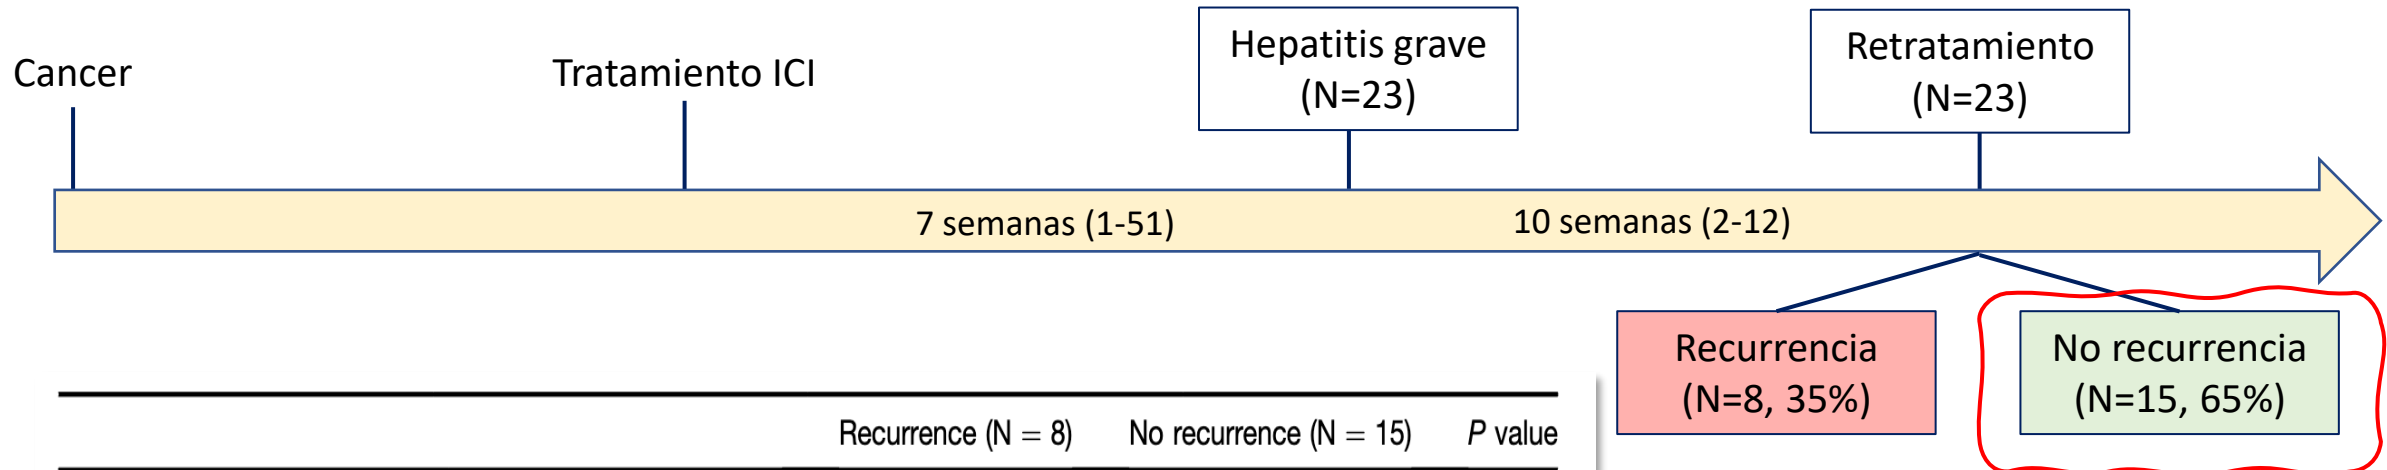 Cancer
Tratamiento ICI
Hepatitis grave
(N=23)
Retratamiento
(N=23)
7 semanas (1-51)
10 semanas (2-12)
Recurrencia
(N=8, 35%)
No recurrencia
(N=15, 65%)
Recurrence (N = 8) No recurrence (N = 15) P value